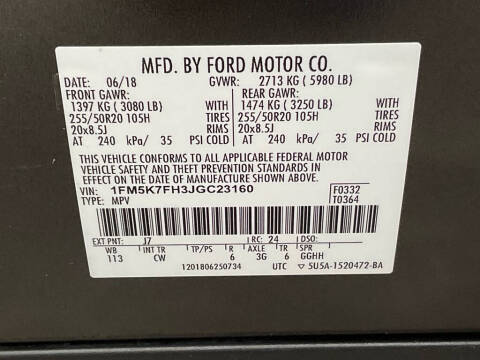 MFD. BY FORD MOTOR CO.
DATE: 06/18 GVWR: 2713 KG ( 5980 LB)
FRONT GAWR: REAR GAWR:
1397 KG ( 3080 LB) WITH 1474 KG ( 3250 LB) WITH
255/50R20 105H TIRES 255/50R20 105H TIRES
20x8.5J RIMS 20x8.5J RIMS
AT 240 kPa/ 35 PSI COLD AT 240 kPa/ 35 PSI COLD
THIS VEHICLE CONFORMS TO ALL APPLICABLE FEDERAL MOTOR
VEHICLE SAFETY AND THEFT PREVENTION STANDARDS IN
EFFECT ON THE DATE OF MANUFACTURE SHOWN ABOVE.
VIN: 1FM5K7FH3JGC23160 F0332
TYPE: MPV T0364
EXT PNT: J7 RC: 24 DSO:
WB INT TR TP/PS R AXLE TR SPR
113 CW 6 3G 6 GGHH
1201806250734 UTC ▽ 5U5A-1520472-BA